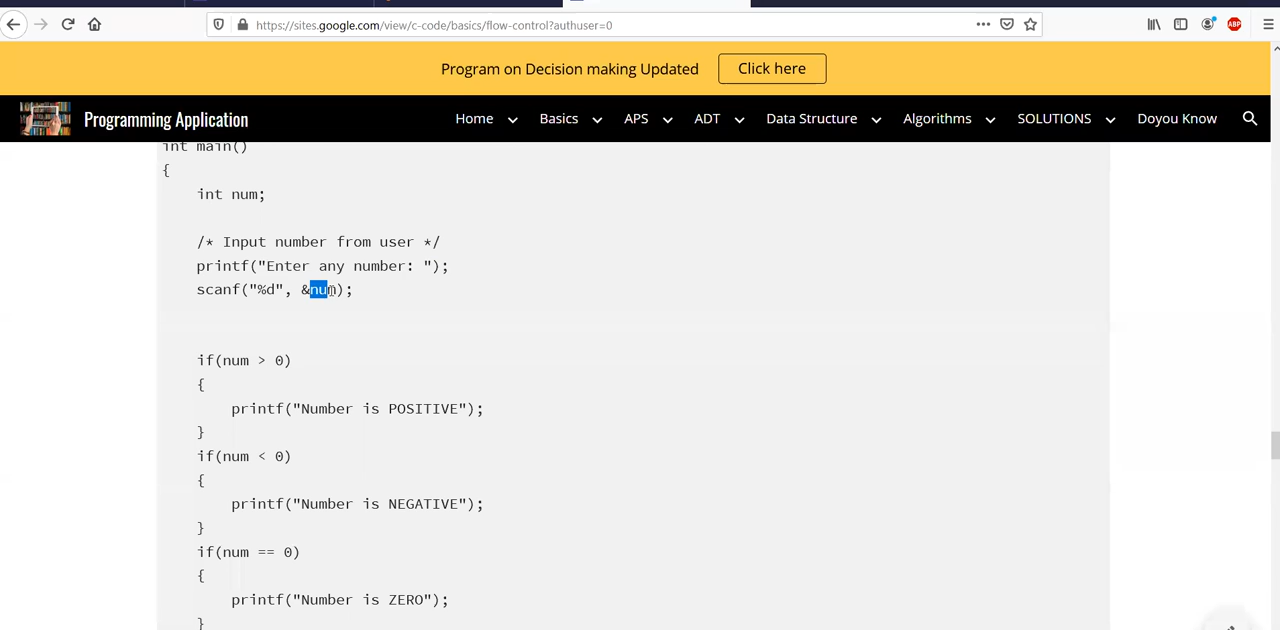 https://sites.google.com/view/c-code/basics/flow-control?authuser=0
ABP
Program on Decision making Updated Click here
Programming Application Home Basics APS ADT Data Structure Algorithms SOLUTIONS Doyou Know
int main()
{
int num;
/* Input number from user */
printf("Enter any number: ");
scanf("%d", &num);
if(num > 0)
{
printf("Number is POSITIVE");
}
if(num < 0)
{
printf("Number is NEGATIVE");
}
if(num == 0)
{
printf("Number is ZERO");
}